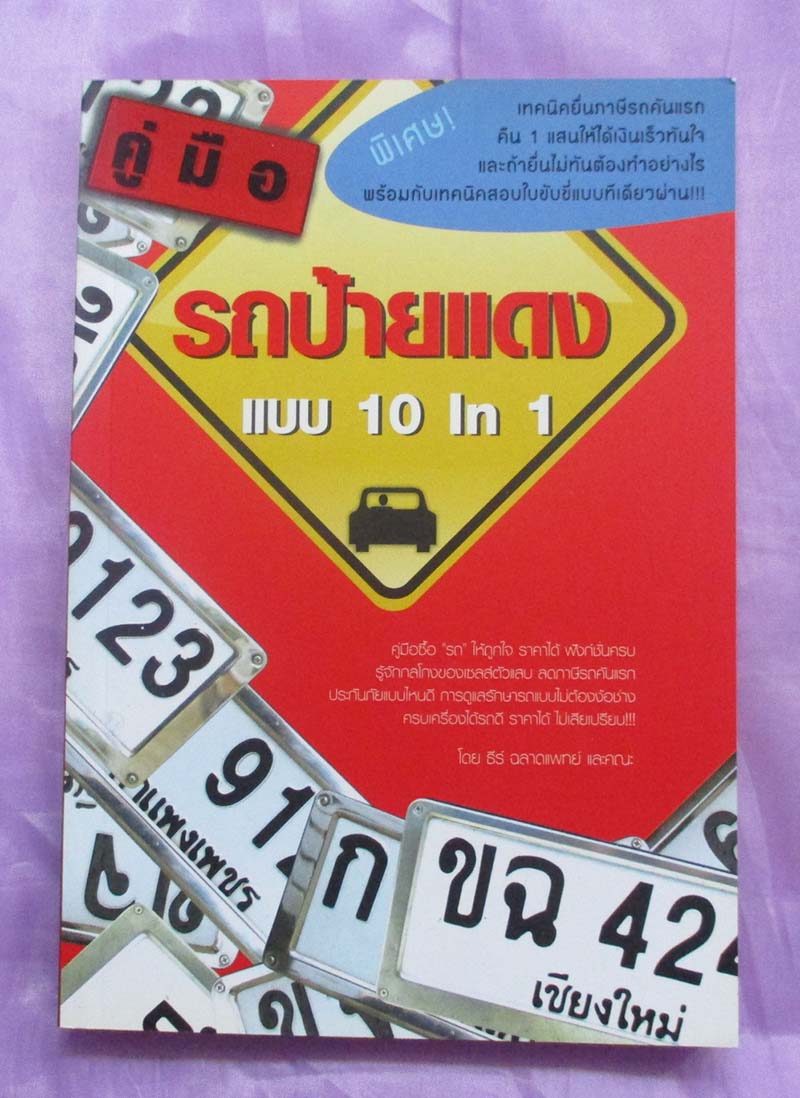 คู่มือ
พิเศษ!
เทคนิคยื่นภาษีรถคันแรก
คืน 1 แสนให้ได้เงินเร็วทันใจ
และถ้ายื่นไม่ทันต้องทำอย่างไร
พร้อมกับเทคนิคสอบใบขับขี่แบบทีเดียวผ่าน!!!
รถป้ายแดง
แบบ 10 In 1
คู่มือซื้อ "รถ" ให้ถูกใจ ราคาได้ ฟังก์ชั่นครบ
รู้จักกลโกงของเซลส์ตัวแสบ ลดภาษีรถคันแรก
ประกันภัยแบบไหนดี การดูแลรักษารถแบบไม่ต้องง้อช่าง
ครบเครื่องได้รถดี ราคาได้ ไม่เสียเปรียบ!!!
โดย ธีร์ ฉลาดแพทย์ และคณะ
9123
912
กำแพงเพชร
ก
ขฉ 424
เชียงใหม่